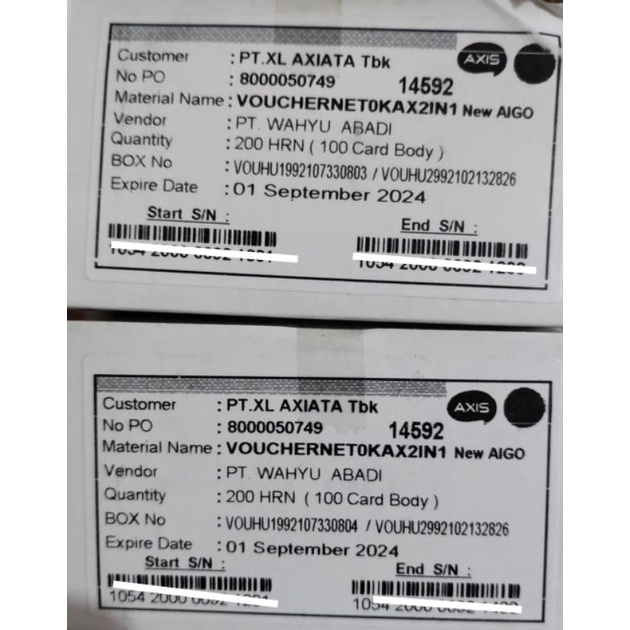 AXIS
Customer : PT.XL AXIATA Tbk
No PO : 8000050749 14592
Material Name : VOUCHERNET0KAX2IN1 New AIGO
Vendor : PT. WAHYU ABADI
Quantity : 200 HRN ( 100 Card Body )
BOX No : VOUHU1992107330803 / VOUHU2992102132826
Expire Date : 01 September 2024
Start S/N : End S/N :
AXIS
Customer : PT.XL AXIATA Tbk
No PO : 8000050749 14592
Material Name : VOUCHERNET0KAX2IN1 New AIGO
Vendor : PT. WAHYU ABADI
Quantity : 200 HRN ( 100 Card Body )
BOX No : VOUHU1992107330804 / VOUHU2992102132826
Expire Date : 01 September 2024
Start S/N : End S/N :
1054 2000